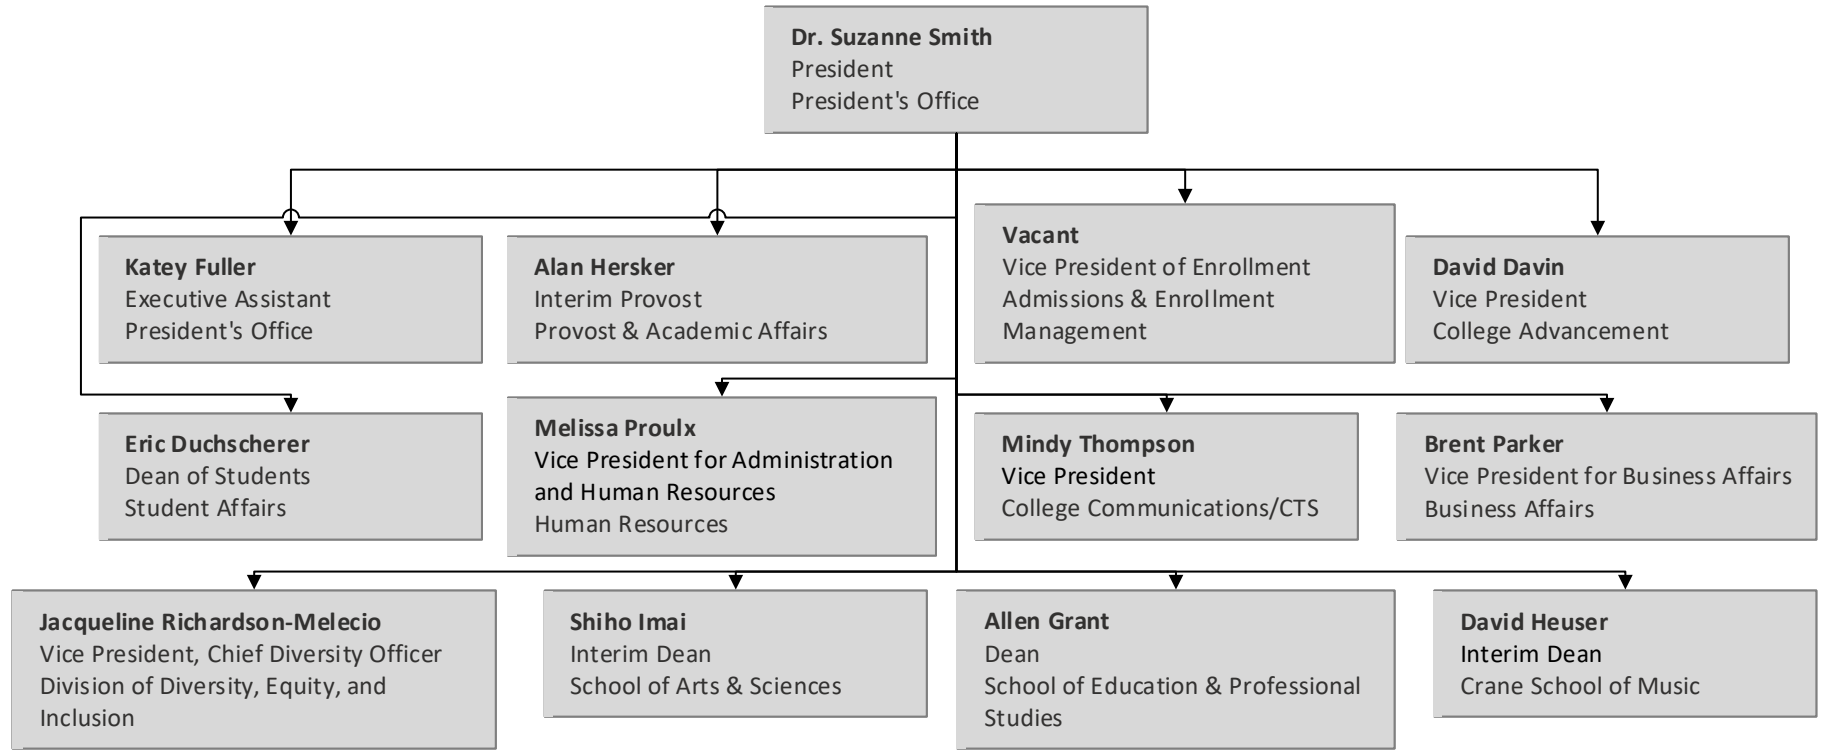 Dr. Suzanne Smith
President
President's Office
Katey Fuller
Executive Assistant
President's Office
Alan Hersker
Interim Provost
Provost & Academic Affairs
Vacant
Vice President of Enrollment
Admissions & Enrollment
Management
David Davin
Vice President
College Advancement
Eric Duchscherer
Dean of Students
Student Affairs
Melissa Proulx
Vice President for Administration
and Human Resources
Human Resources
Mindy Thompson
Vice President
College Communications/CTS
Brent Parker
Vice President for Business Affairs
Business Affairs
Jacqueline Richardson-Melecio
Vice President, Chief Diversity Officer
Division of Diversity, Equity, and
Inclusion
Shiho Imai
Interim Dean
School of Arts & Sciences
Allen Grant
Dean
School of Education & Professional
Studies
David Heuser
Interim Dean
Crane School of Music